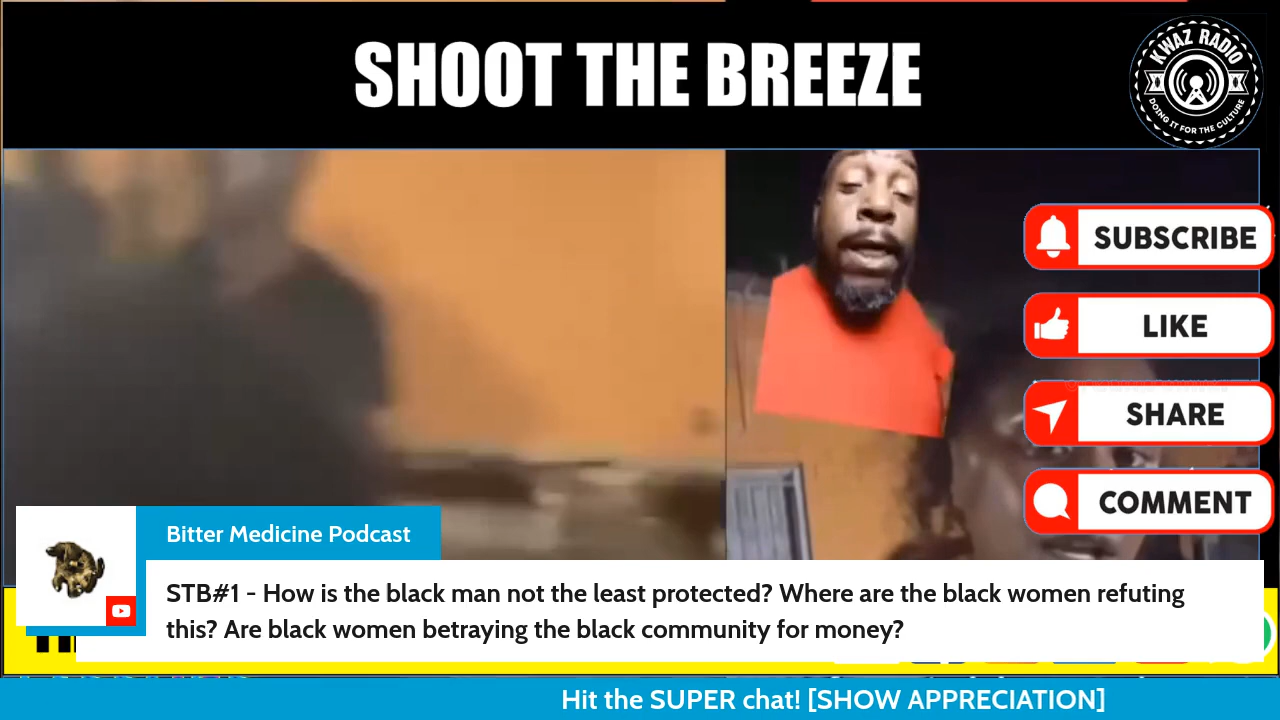 SHOOT THE BREEZE
KWAZ RADIO
DOING IT FOR THE CULTURE
SUBSCRIBE
LIKE
SHARE
COMMENT
Bitter Medicine Podcast
STB#1 - How is the black man not the least protected? Where are the black women refuting
this? Are black women betraying the black community for money?
Hit the SUPER chat! [SHOW APPRECIATION]